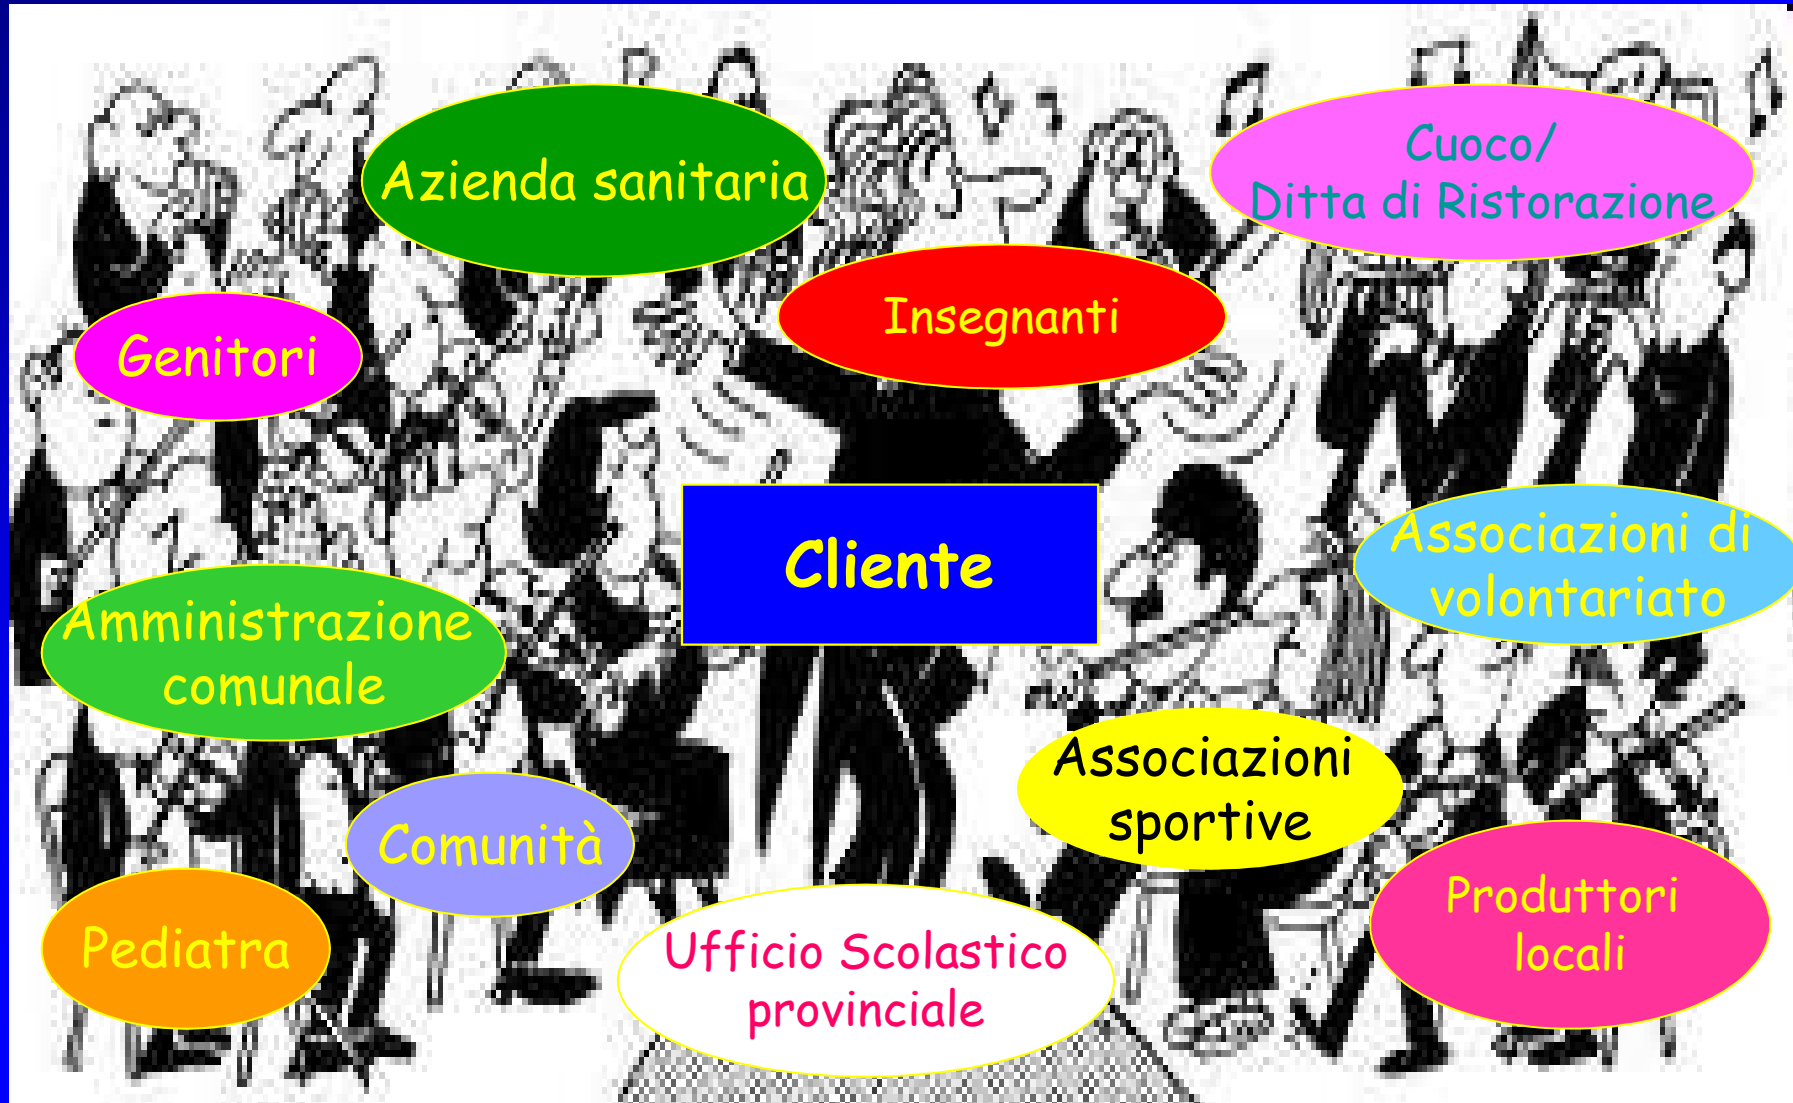 Azienda sanitaria
Cuoco/
Ditta di Ristorazione
Insegnanti
Genitori
Cliente
Associazioni di
volontariato
Amministrazione
comunale
Associazioni
sportive
Comunità
Produttori
locali
Pediatra
Ufficio Scolastico
provinciale